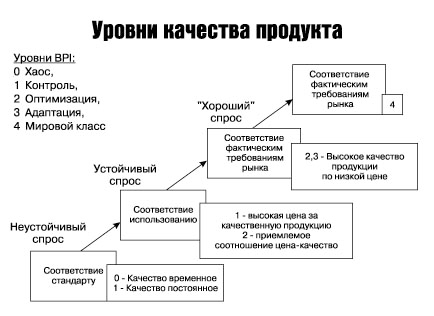 Уровни качества продукта
Уровни BPI:
0 Хаос,
1 Контроль,
2 Оптимизация,
3 Адаптация,
4 Мировой класс
Соответствие
фактическим
требованиям
рынка
4
"Хороший"
спрос
Соответствие
фактическим
требованиям
рынка
2,3 - Высокое качество
продукции
по низкой цене
Устойчивый
спрос
Соответствие
использованию
1 - высокая цена за
качественную продукцию
2 - приемлемое
соотношение цена-качество
Неустойчивый
спрос
Соответствие
стандарту
0 - Качество временное
1 - Качество постоянное